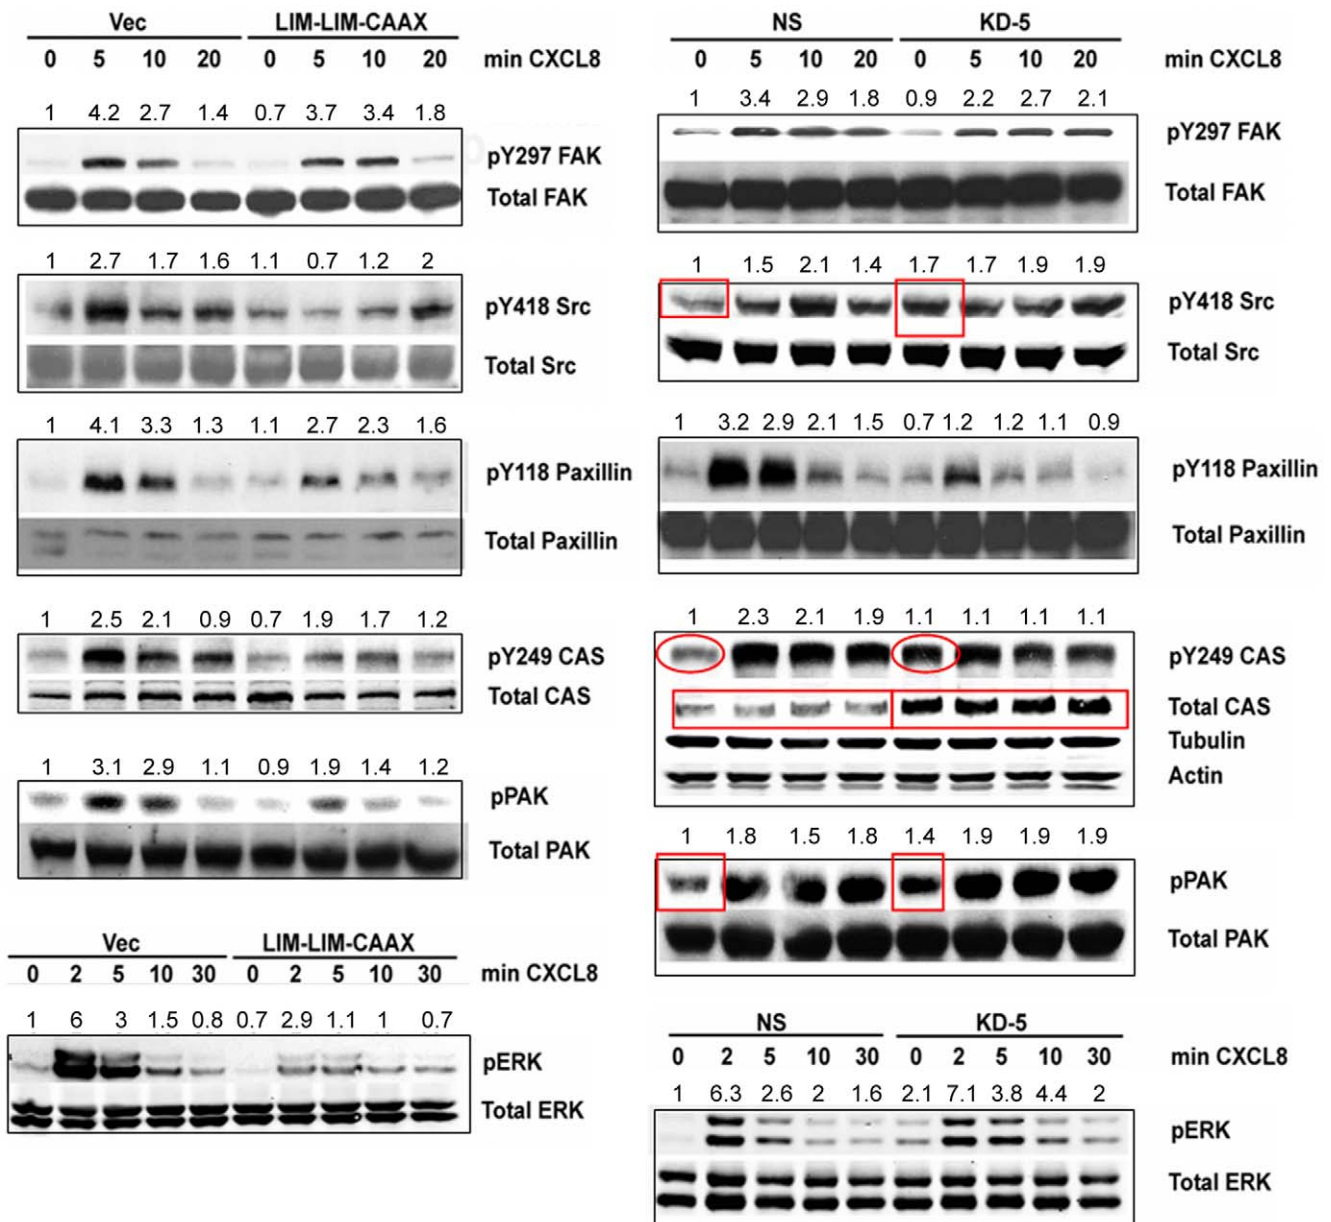 Vec LIM-LIM-CAAX
0 5 10 20 0 5 10 20 min CXCL8
1 4.2 2.7 1.4 0.7 3.7 3.4 1.8
pY297 FAK
Total FAK
1 2.7 1.7 1.6 1.1 0.7 1.2 2
pY418 Src
Total Src
1 4.1 3.3 1.3 1.1 2.7 2.3 1.6
pY118 Paxillin
Total Paxillin
1 2.5 2.1 0.9 0.7 1.9 1.7 1.2
pY249 CAS
Total CAS
1 3.1 2.9 1.1 0.9 1.9 1.4 1.2
pPAK
Total PAK
Vec LIM-LIM-CAAX
0 2 5 10 30 0 2 5 10 30 min CXCL8
1 6 3 1.5 0.8 0.7 2.9 1.1 1 0.7
pERK
Total ERK
NS KD-5
0 5 10 20 0 5 10 20 min CXCL8
1 3.4 2.9 1.8 0.9 2.2 2.7 2.1
pY297 FAK
Total FAK
1 1.5 2.1 1.4 1.7 1.7 1.9 1.9
pY418 Src
Total Src
1 3.2 2.9 2.1 1.5 0.7 1.2 1.2 1.1 0.9
pY118 Paxillin
Total Paxillin
1 2.3 2.1 1.9 1.1 1.1 1.1 1.1
pY249 CAS
Total CAS
Tubulin
Actin
1 1.8 1.5 1.8 1.4 1.9 1.9 1.9
pPAK
Total PAK
NS KD-5
0 2 5 10 30 0 2 5 10 30 min CXCL8
1 6.3 2.6 2 1.6 2.1 7.1 3.8 4.4 2
pERK
Total ERK